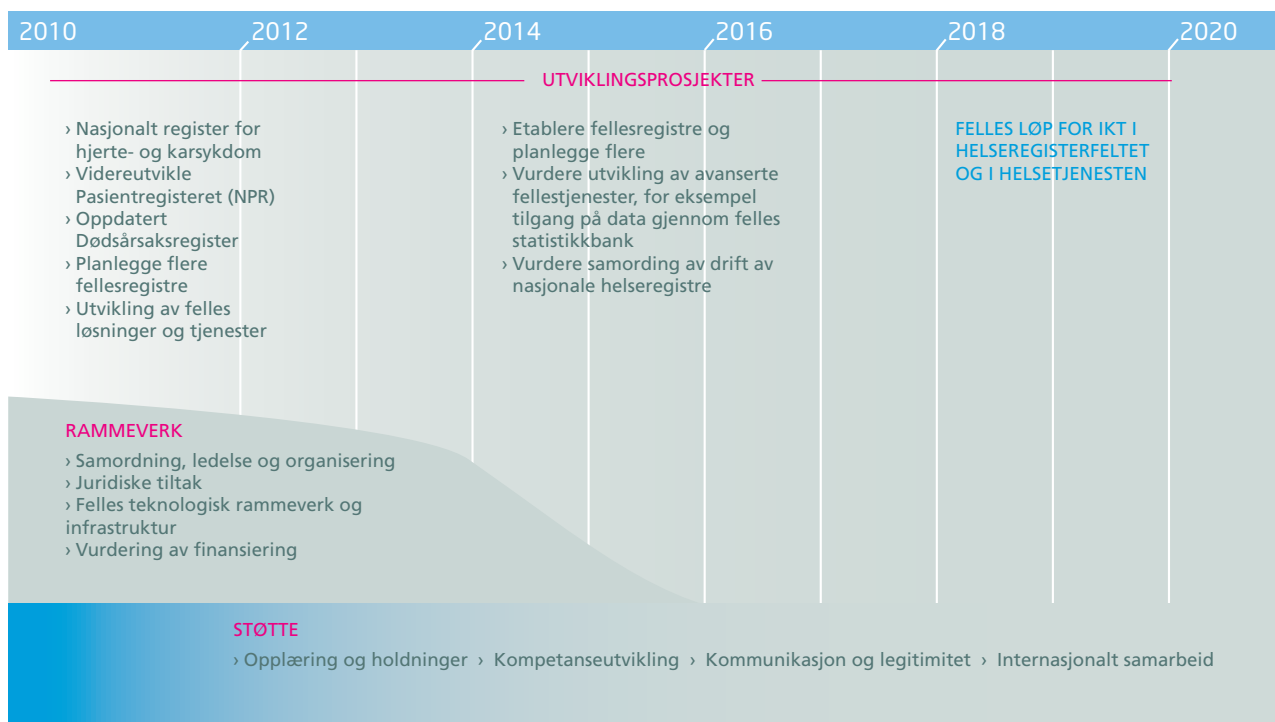 2010 2012 2014 2016 2018 2020
UTVIKLINGSPROSJEKTER
› Nasjonalt register for
hjerte- og karsykdom
› Videreutvikle
Pasientregisteret (NPR)
› Oppdatert
Dødsårsaksregister
› Planlegge flere
fellesregistre
› Utvikling av felles
løsninger og tjenester
› Etablere fellesregistre og
planlegge flere
› Vurdere utvikling av avanserte
fellestjenester, for eksempel
tilgang på data gjennom felles
statistikkbank
› Vurdere samording av drift av
nasjonale helseregistre
FELLES LØP FOR IKT I
HELSEREGISTERFELTET
OG I HELSETJENESTEN
RAMMEVERK
› Samordning, ledelse og organisering
› Juridiske tiltak
› Felles teknologisk rammeverk og
infrastruktur
› Vurdering av finansiering
STØTTE
› Opplæring og holdninger › Kompetanseutvikling › Kommunikasjon og legitimitet › Internasjonalt samarbeid